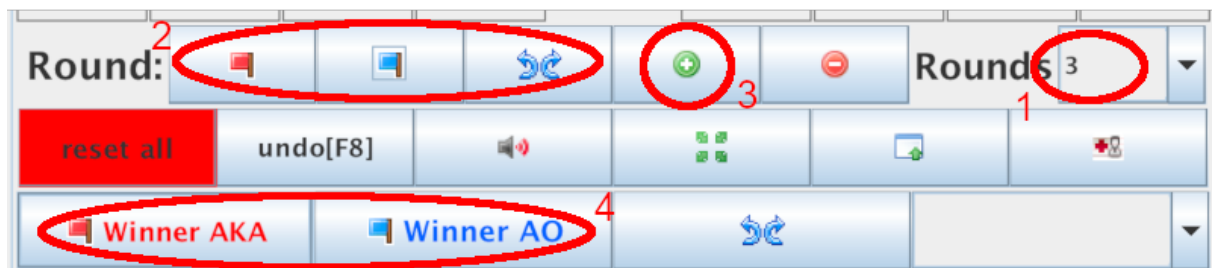 2
Round:
Rounds 3
3
1
reset all undo[F8]
4
Winner AKA Winner AO